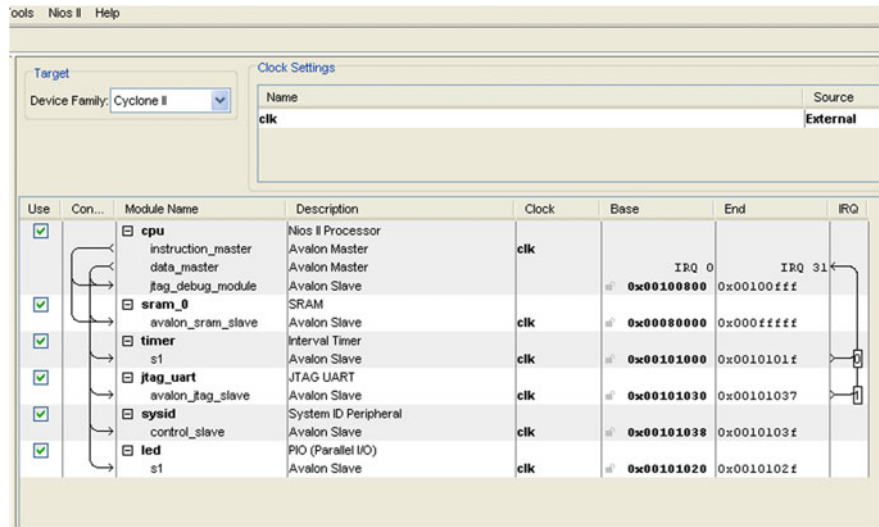 ools Nios II Help
Target
Device Family: Cyclone II
Clock Settings
Name Source
clk External
Use Con... Module Name Description Clock Base End IRQ
cpu Nios II Processor
instruction_master Avalon Master clk
data_master Avalon Master IRQ 0 IRQ 31
jtag_debug_module Avalon Slave 0x00100800 0x00100fff
sram_0 SRAM
avalon_sram_slave Avalon Slave clk 0x00080000 0x000fffff
timer Interval Timer
s1 Avalon Slave clk 0x00101000 0x0010101f 0
jtag_uart JTAG UART
avalon_jtag_slave Avalon Slave clk 0x00101030 0x00101037 1
sysid System ID Peripheral
control_slave Avalon Slave clk 0x00101038 0x0010103f
led PIO (Parallel I/O)
s1 Avalon Slave clk 0x00101020 0x0010102f